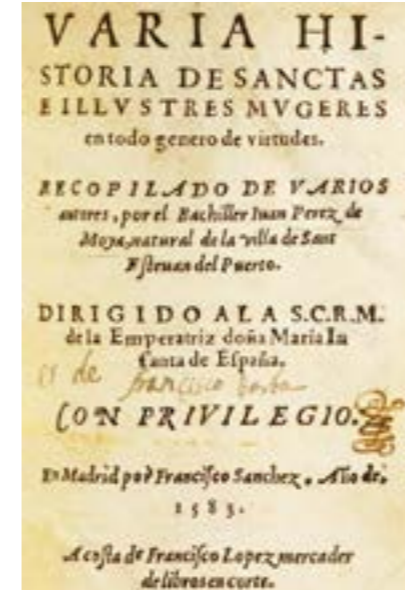 VARIA HI-
STORIA DE SANCTAS
E ILLVSTRES MVGERES
en todo genero de virtudes.
RECOPILADO DE VARIOS
autores, por el Bachiller Iuan Perez de
Moya, natural de la villa de Sant
Esteuan del Puerto.
DIRIGIDO A LA S.C.R.M.
de la Emperatriz doña Maria In
fanta de España.
es de francisco
CON PRIVILEGIO.
En Madrid por Francisco Sanchez. Año de.
1583.
A costa de Francisco Lopez mercader
de libros en corte.